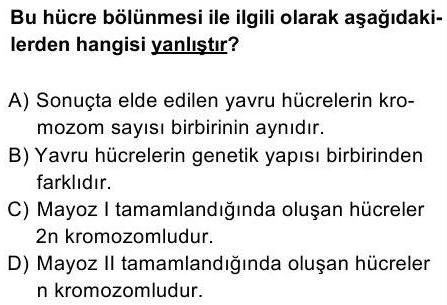 Bu hücre bölünmesi ile ilgili olarak aşağıdaki-
lerden hangisi yanlıştır?
A) Sonuçta elde edilen yavru hücrelerin kro-
mozom sayısı birbirinin aynıdır.
B) Yavru hücrelerin genetik yapısı birbirinden
farklıdır.
C) Mayoz I tamamlandığında oluşan hücreler
2n kromozomludur.
D) Mayoz II tamamlandığında oluşan hücreler
n kromozomludur.